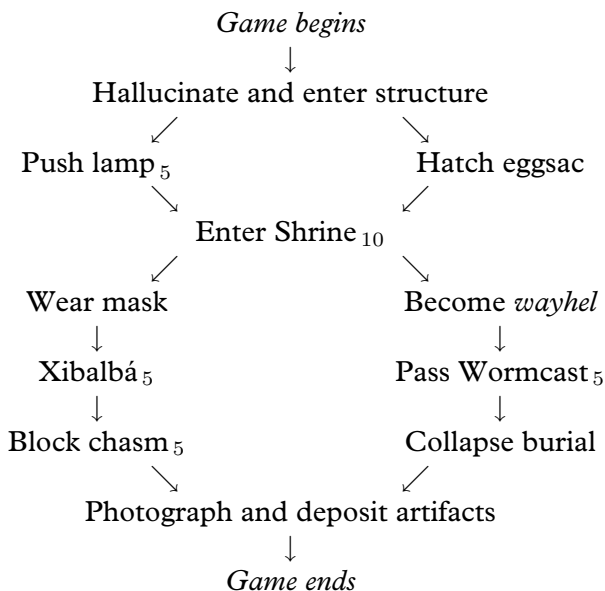 Game begins
Hallucinate and enter structure
Push lamp 5
Hatch eggsac
Enter Shrine 10
Wear mask
Become wayhel
Xibalbá 5
Pass Wormcast 5
Block chasm 5
Collapse burial
Photograph and deposit artifacts
Game ends